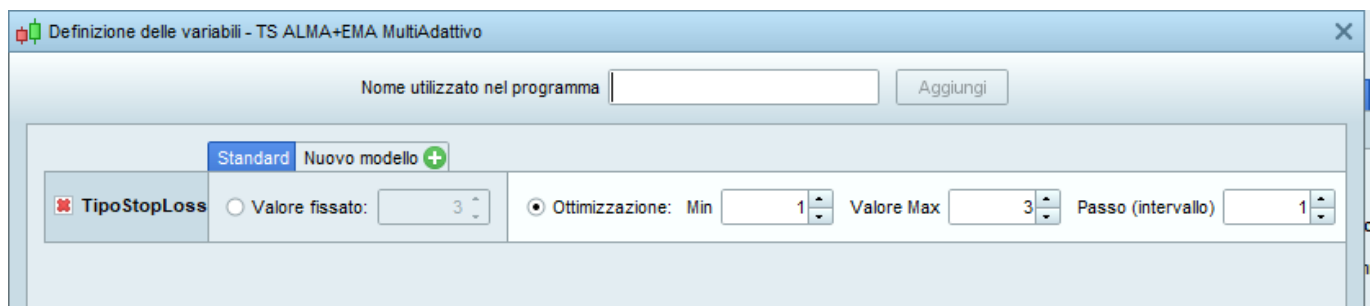 Definizione delle variabili - TS ALMA+EMA MultiAdattivo
Nome utilizzato nel programma Aggiungi
Standard Nuovo modello
TipoStopLoss Valore fissato: 3 Ottimizzazione: Min 1 Valore Max 3 Passo (intervallo) 1